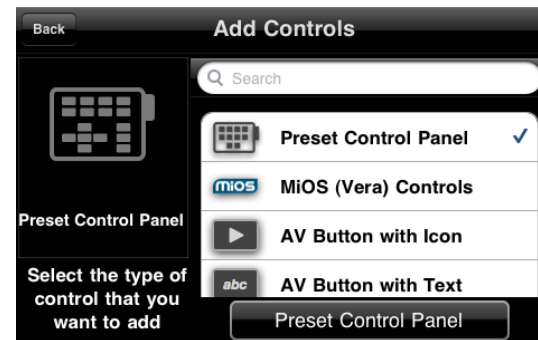 Back
Add Controls
Search
Preset Control Panel
mios
MiOS (Vera) Controls
Preset Control Panel
AV Button with Icon
abc
AV Button with Text
Select the type of
control that you
want to add
Preset Control Panel